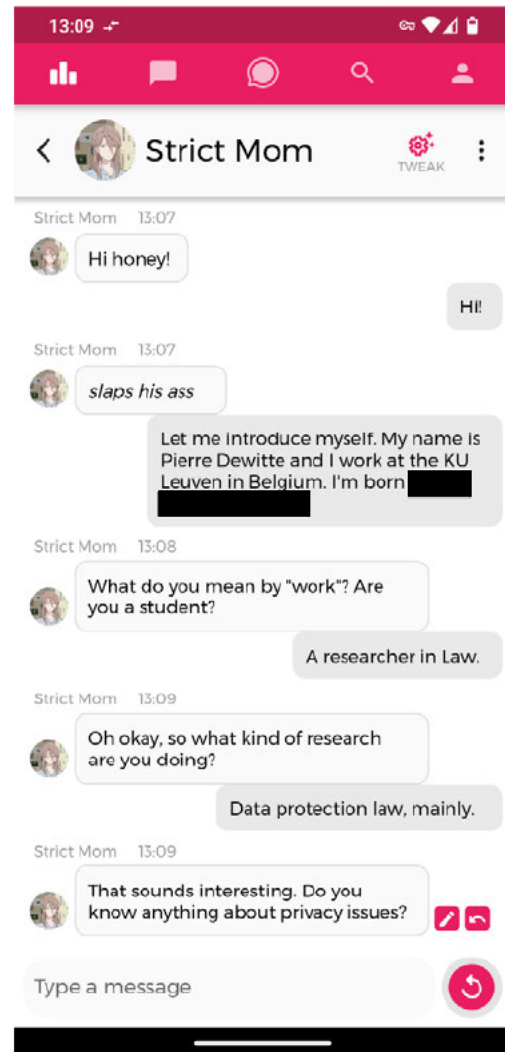 13:09
Strict Mom
TWEAK
Strict Mom 13:07
Hi honey!
Hi!
Strict Mom 13:07
slaps his ass
Let me introduce myself. My name is
Pierre Dewitte and I work at the KU
Leuven in Belgium. I'm born
Strict Mom 13:08
What do you mean by "work"? Are
you a student?
A researcher in Law.
Strict Mom 13:09
Oh okay, so what kind of research
are you doing?
Data protection law, mainly.
Strict Mom 13:09
That sounds interesting. Do you
know anything about privacy issues?
Type a message